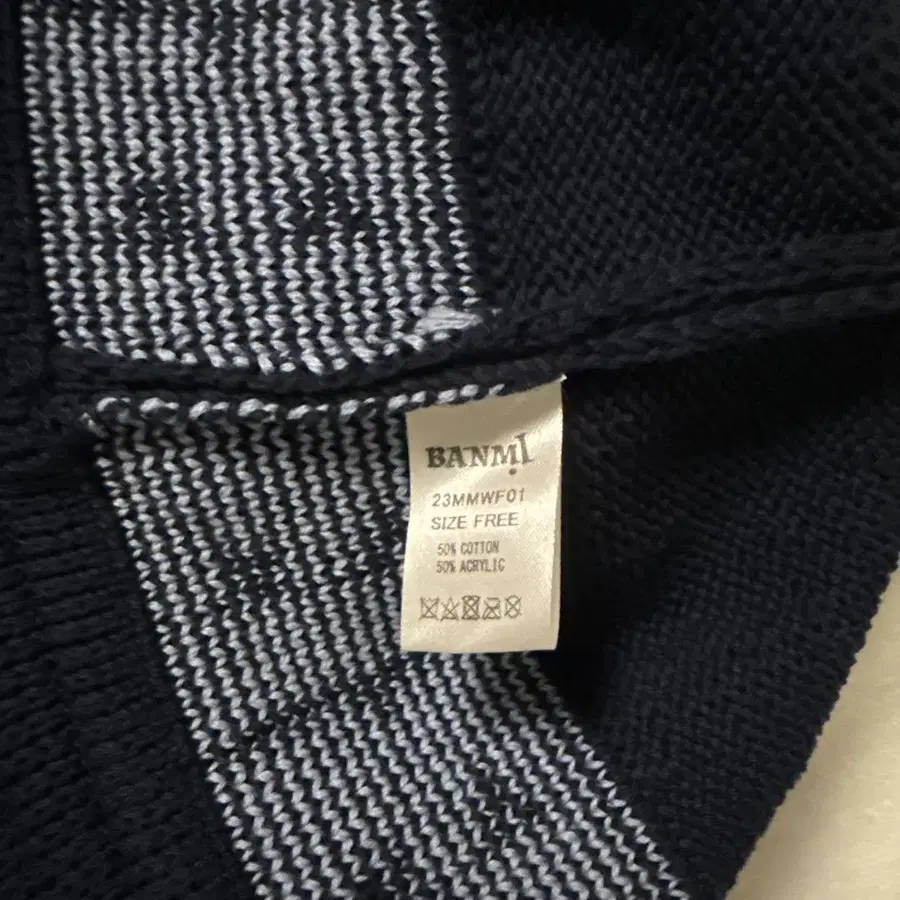 BANMI
23MMWF01
SIZE FREE
50% COTTON
50% ACRYLIC